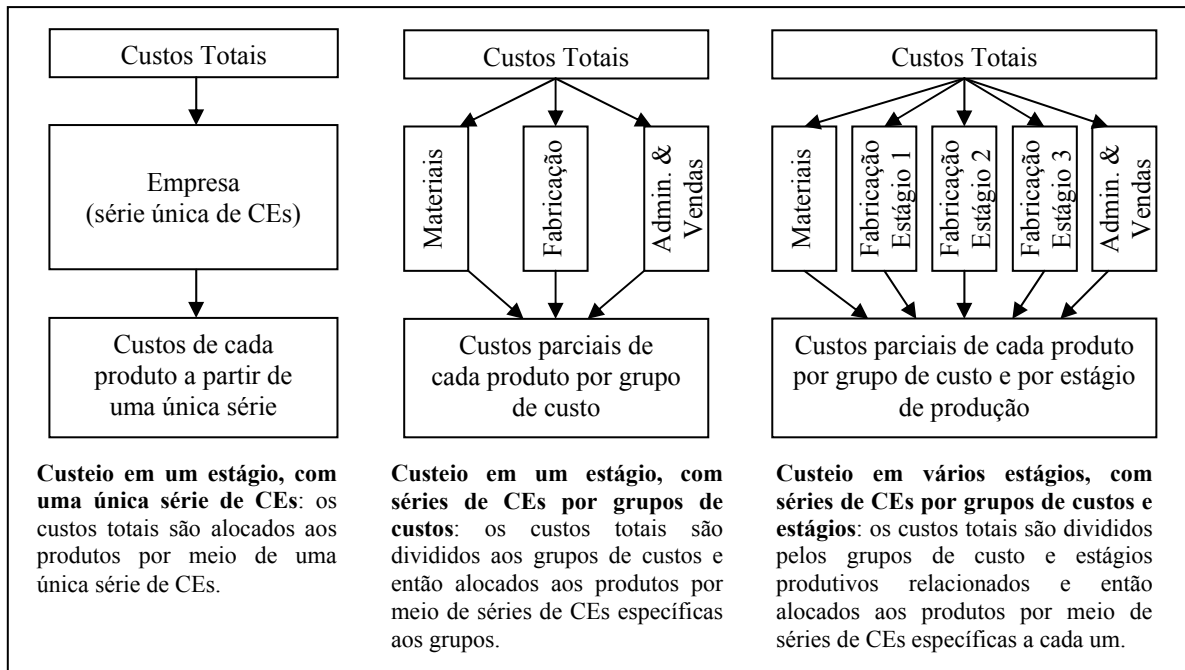 Custos Totais
Empresa
(série única de CEs)
Custos de cada
produto a partir de
uma única série
Custeio em um estágio, com
uma única série de CEs: os
custos totais são alocados aos
produtos por meio de uma
única série de CEs.
Custos Totais
Materiais
Fabricação
Admin. &
Vendas
Custos parciais de
cada produto por grupo
de custo
Custeio em um estágio, com
séries de CEs por grupos de
custos: os custos totais são
divididos aos grupos de custos e
então alocados aos produtos por
meio de séries de CEs específicas
aos grupos.
Custos Totais
Materiais
Fabricação
Estágio 1
Fabricação
Estágio 2
Fabricação
Estágio 3
Admin. &
Vendas
Custos parciais de cada produto
por grupo de custo e por estágio
de produção
Custeio em vários estágios, com
séries de CEs por grupos de custos e
estágios: os custos totais são divididos
pelos grupos de custo e estágios
produtivos relacionados e então
alocados aos produtos por meio de
séries de CEs específicas a cada um.